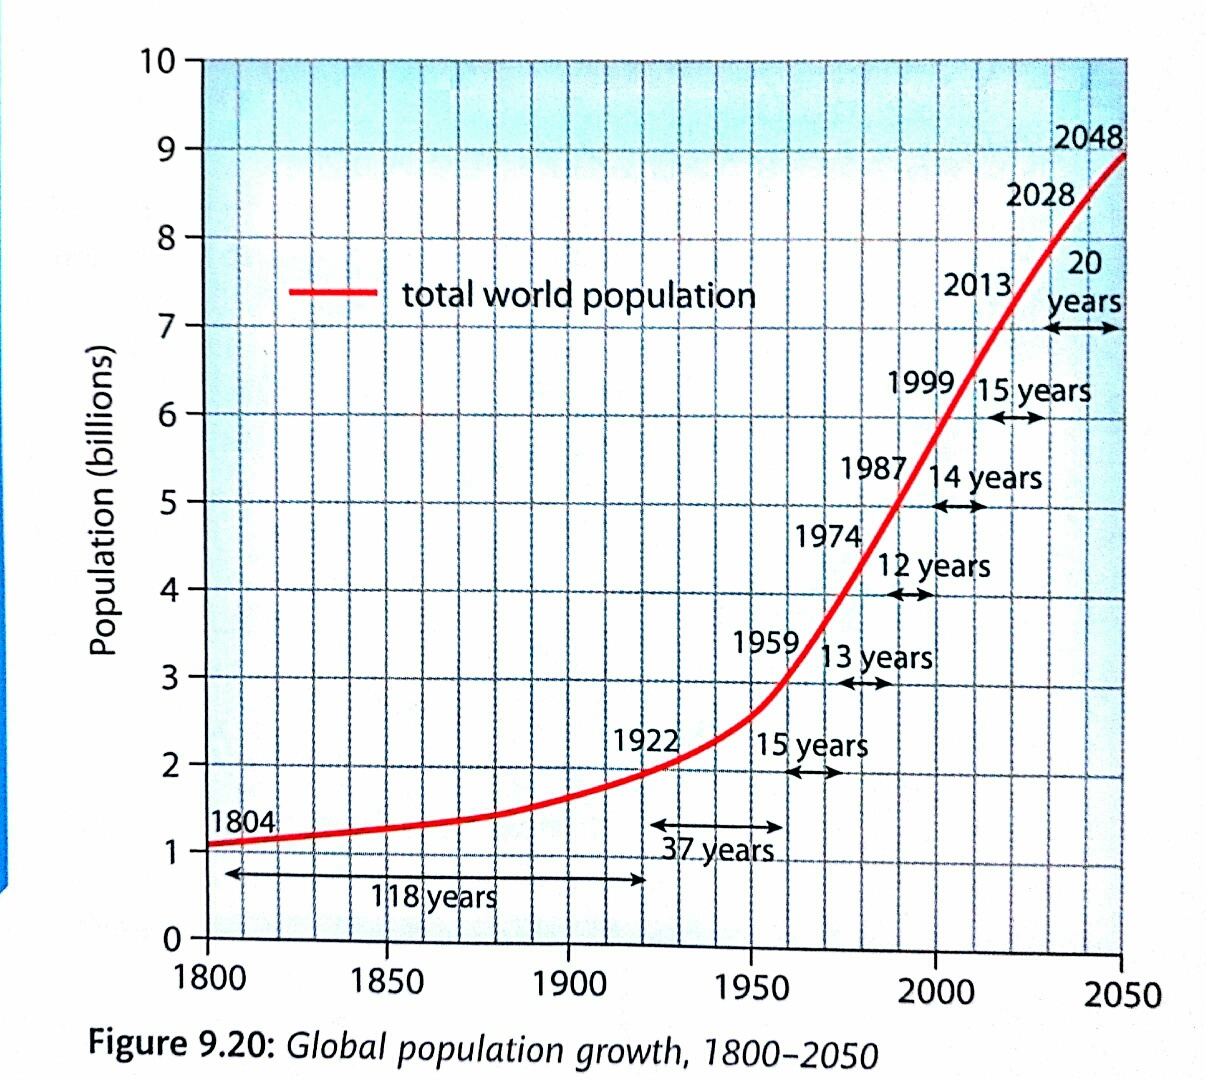 10
9
8
7
6
5
4
3
2
1
0
Population (billions)
total world population
2048
2028
20
years
2013
1999
15 years
1987
14 years
1974
12 years
1959
13 years
1922
15 years
1804
37 years
118 years
1800 1850 1900 1950 2000 2050
Figure 9.20: Global population growth, 1800–2050